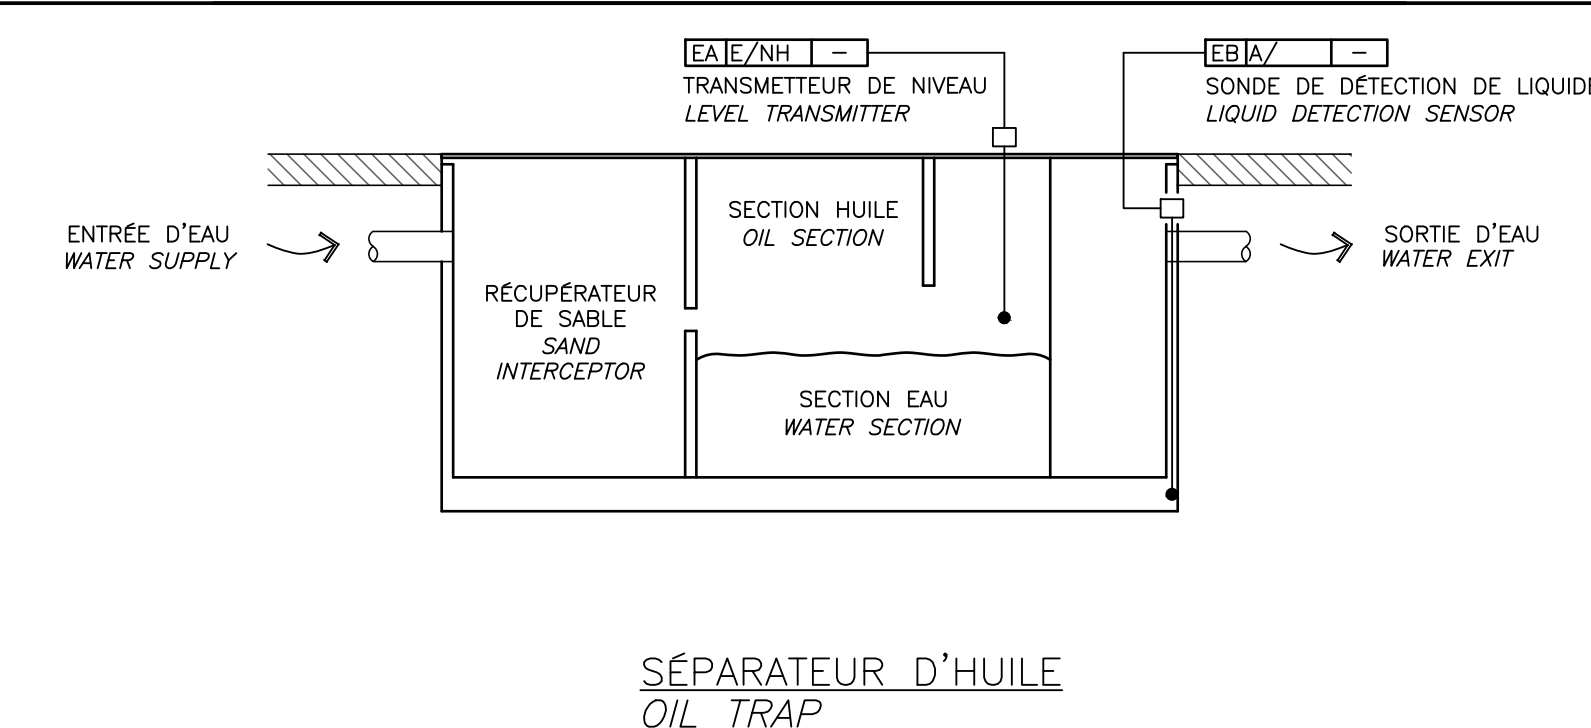 EA E/NH –
TRANSMETTEUR DE NIVEAU
LEVEL TRANSMITTER
EB A/ –
SONDE DE DÉTECTION DE LIQUIDE
LIQUID DETECTION SENSOR
SECTION HUILE
OIL SECTION
ENTRÉE D'EAU
WATER SUPPLY
SORTIE D'EAU
WATER EXIT
RÉCUPÉRATEUR
DE SABLE
SAND
INTERCEPTOR
SECTION EAU
WATER SECTION
SÉPARATEUR D'HUILE
OIL TRAP